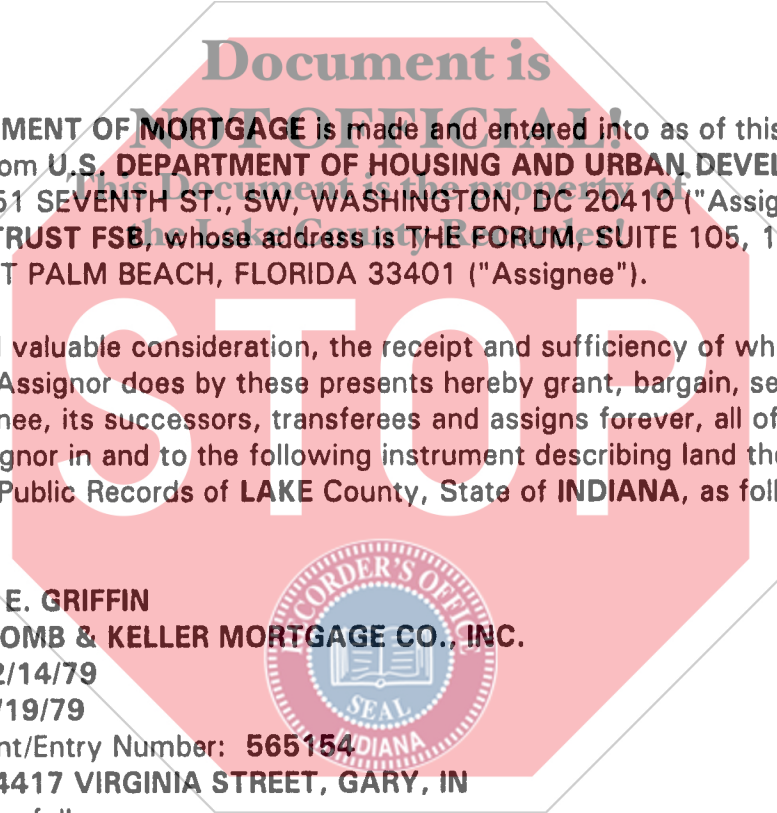 Document is
NOT OFFICIAL!
This Document is the property of
the Lake County Recorder!
STOP
MENT OF MORTGAGE is made and entered into as of this
om U.S. DEPARTMENT OF HOUSING AND URBAN DEVEL
51 SEVENTH ST., SW, WASHINGTON, DC 20410 ("Assig
TRUST FSB, whose address is THE FORUM, SUITE 105, 1
T PALM BEACH, FLORIDA 33401 ("Assignee").
valuable consideration, the receipt and sufficiency of wh
Assignor does by these presents hereby grant, bargain, se
nee, its successors, transferees and assigns forever, all of
gnor in and to the following instrument describing land the
Public Records of LAKE County, State of INDIANA, as foll
E. GRIFFIN
OMB & KELLER MORTGAGE CO., INC.
2/14/79
/19/79
nt/Entry Number: 565154
4417 VIRGINIA STREET, GARY, IN
RECORDER'S OFFICE
SEAL
INDIANA